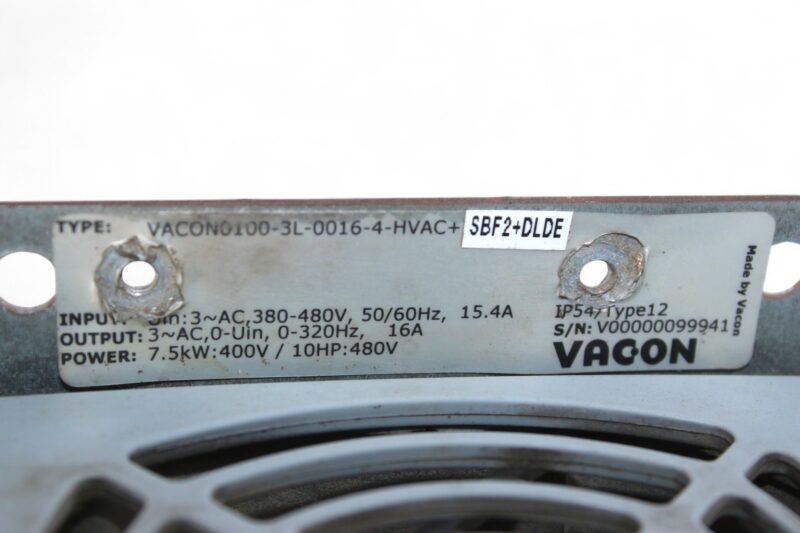 TYPE: VACON0100-3L-0016-4-HVAC+ SBF2+DLDE
INPUT: Uin:3~AC,380-480V, 50/60Hz, 15.4A
OUTPUT: 3~AC,0-Uin, 0-320Hz, 16A
POWER: 7.5kW:400V / 10HP:480V
IP54/Type12
S/N: V00000099941
VACON
Made by Vacon